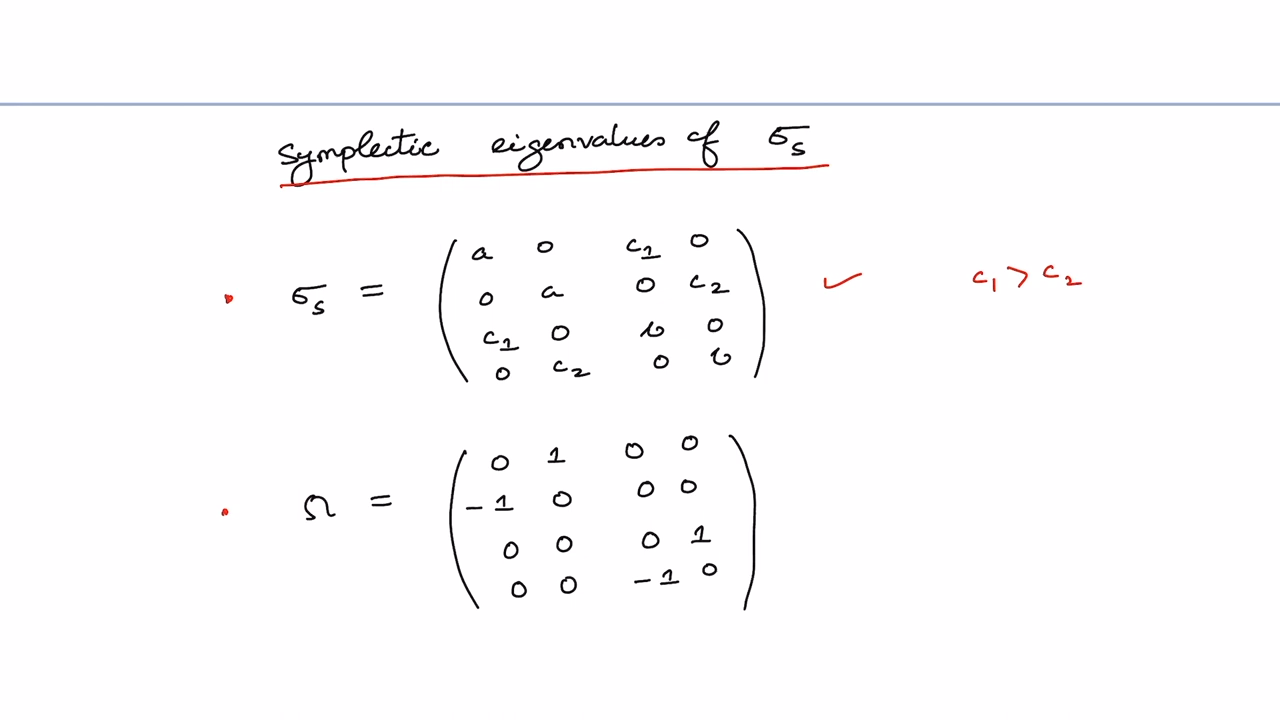 symplectic eigenvalues of σ_s
• σ_s = ( a 0 c_1 0
0 a 0 c_2
c_1 0 b 0
0 c_2 0 b ) ✓ c_1 > c_2
• Ω = ( 0 1 0 0
-1 0 0 0
0 0 0 1
0 0 -1 0 )